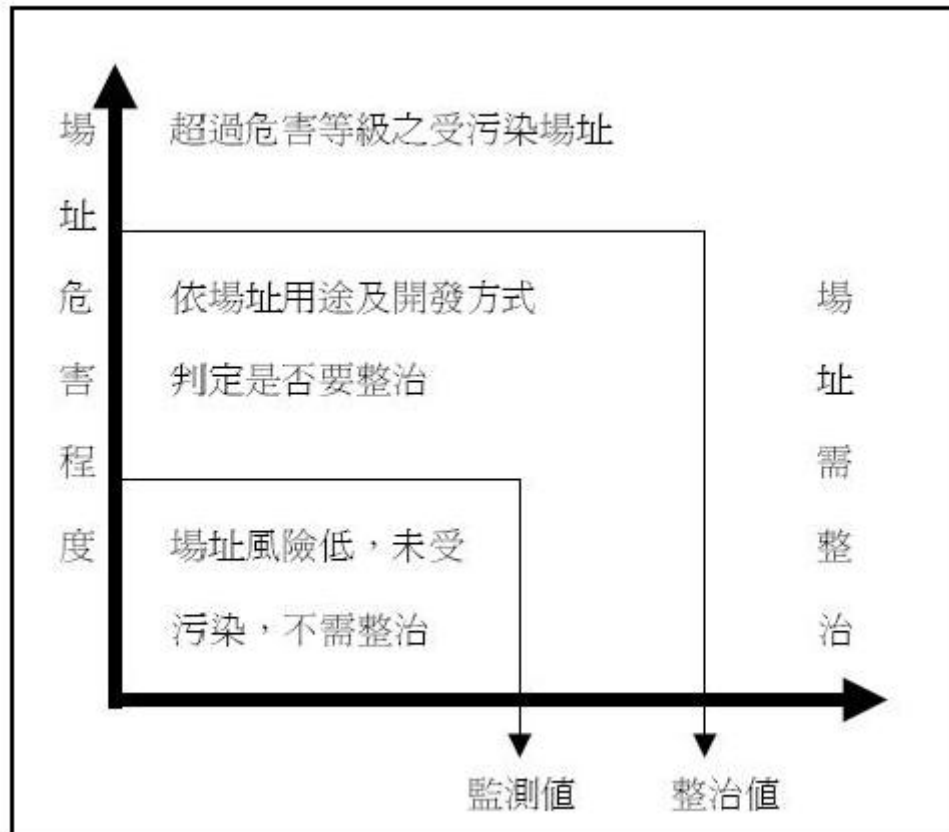 場址危害程度
超過危害等級之受污染場址
依場址用途及開發方式
判定是否要整治
場址風險低，未受
污染，不需整治
場址需整治
監測值
整治值